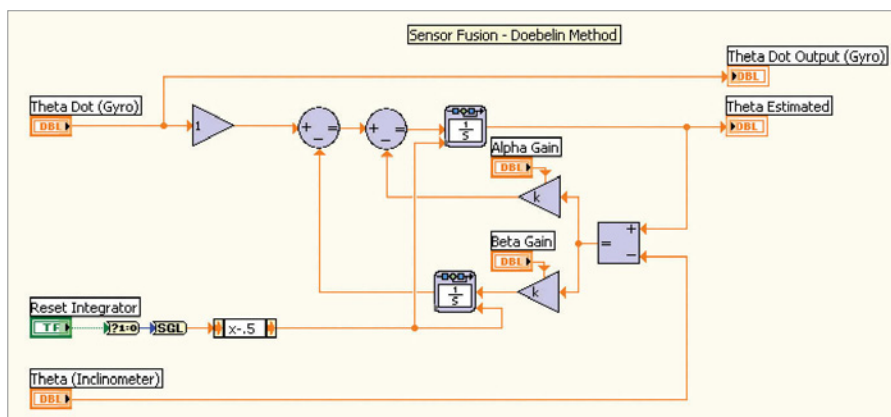 Sensor Fusion - Doebelin Method
Theta Dot Output (Gyro)
DBL
Theta Dot (Gyro)
DBL
1
+
−
+
−
=
1
S
Theta Estimated
DBL
Alpha Gain
DBL
k
+
−
=
Beta Gain
DBL
k
1
S
Reset Integrator
TF
?1:0
SGL
x-.5
Theta (Inclinometer)
DBL